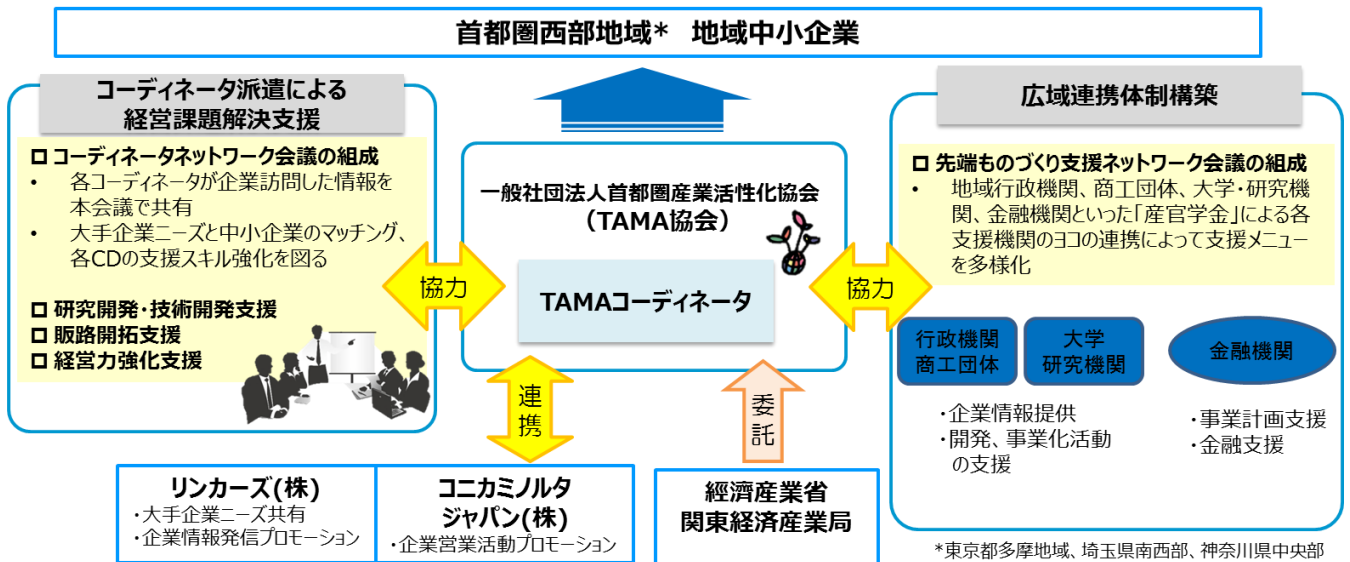 首都圏西部地域* 地域中小企業
コーディネータ派遣による
経営課題解決支援
コーディネータネットワーク会議の組成
・ 各コーディネータが企業訪問した情報を
本会議で共有
・ 大手企業ニーズと中小企業のマッチング、
各CDの支援スキル強化を図る
研究開発・技術開発支援
販路開拓支援
経営力強化支援
協力
一般社団法人首都圏産業活性化協会
（TAMA協会）
TAMAコーディネータ
協力
広域連携体制構築
先端ものづくり支援ネットワーク会議の組成
・ 地域行政機関、商工団体、大学・研究機
関、金融機関といった「産官学金」による各
支援機関のヨコの連携によって支援メニュー
を多様化
行政機関
商工団体
大学
研究機関
金融機関
・企業情報提供
・開発、事業化活動
の支援
・事業計画支援
・金融支援
連携
委託
リンカーズ(株)
・大手企業ニーズ共有
・企業情報発信プロモーション
コニカミノルタ
ジャパン(株)
・企業営業活動プロモーション
經濟産業省
関東経済産業局
*東京都多摩地域、埼玉県南西部、神奈川県中央部